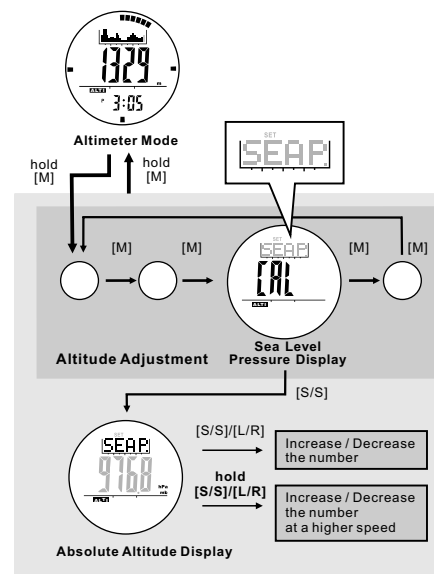 1329
m
ALTI
P 3:05
Altimeter Mode
hold
[M]
hold
[M]
SET
SEAP.
[M]
[M]
[M]
[M]
SET
SEAP.
CAL
ALTI
Altitude Adjustment
Sea Level
Pressure Display
[S/S]
SET
SEAP.
976.8
hPa
mb
ALTI
[S/S]/[L/R]
Increase / Decrease
the number
hold
[S/S]/[L/R]
Increase / Decrease
the number
at a higher speed
Absolute Altitude Display